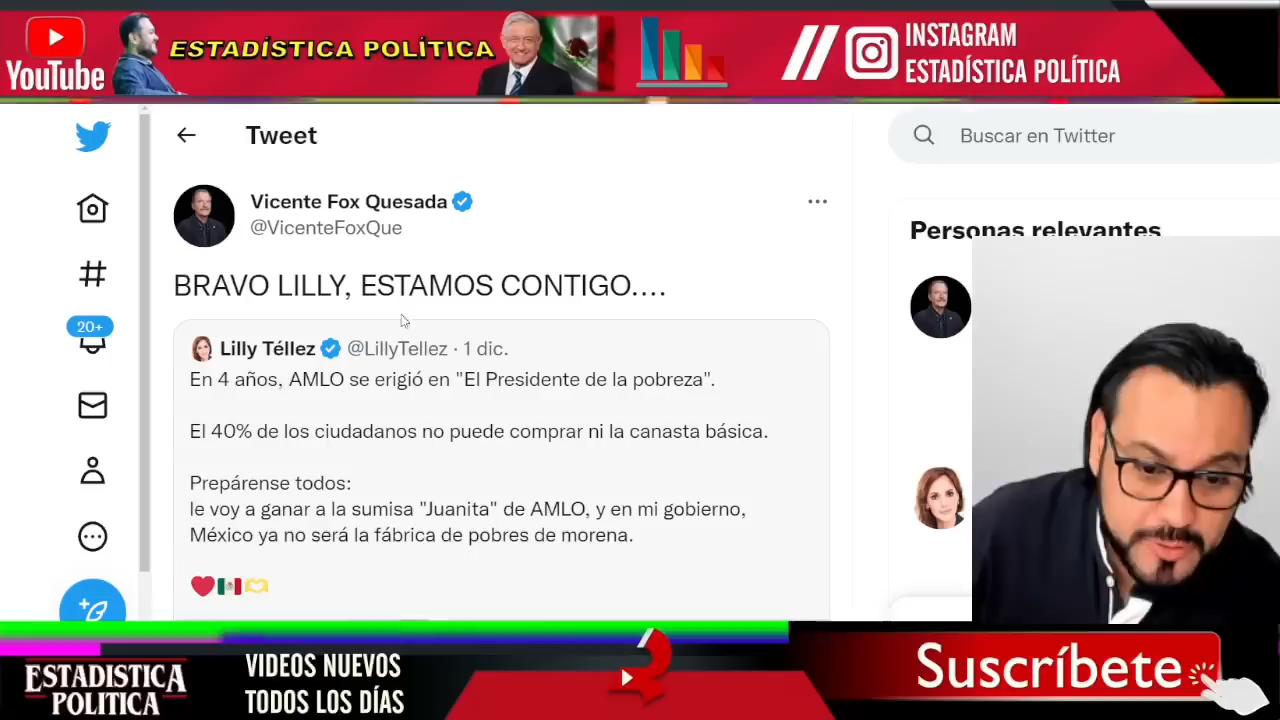 YouTube
ESTADÍSTICA POLÍTICA
INSTAGRAM
ESTADÍSTICA POLÍTICA
Tweet
Buscar en Twitter
Vicente Fox Quesada
@VicenteFoxQue
Personas relevantes
BRAVO LILLY, ESTAMOS CONTIGO....
20+
Lilly Téllez @LillyTellez · 1 dic.
En 4 años, AMLO se erigió en "El Presidente de la pobreza".
El 40% de los ciudadanos no puede comprar ni la canasta básica.
Prepárense todos:
le voy a ganar a la sumisa "Juanita" de AMLO, y en mi gobierno,
México ya no será la fábrica de pobres de morena.
ESTADISTICA
POLÍTICA
VIDEOS NUEVOS
TODOS LOS DÍAS
Suscríbete